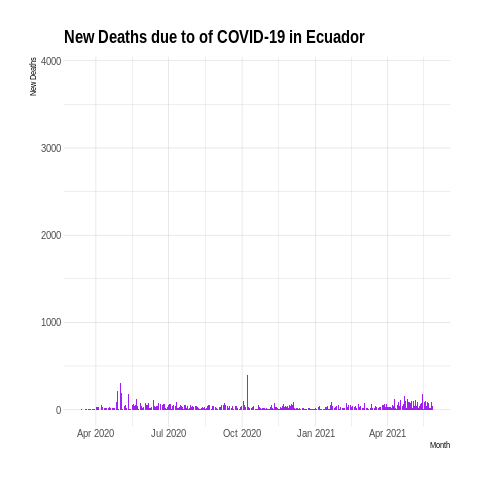 New Deaths due to of COVID-19 in Ecuador
New Deaths
4000
3000
2000
1000
0
Apr 2020 Jul 2020 Oct 2020 Jan 2021 Apr 2021
Month